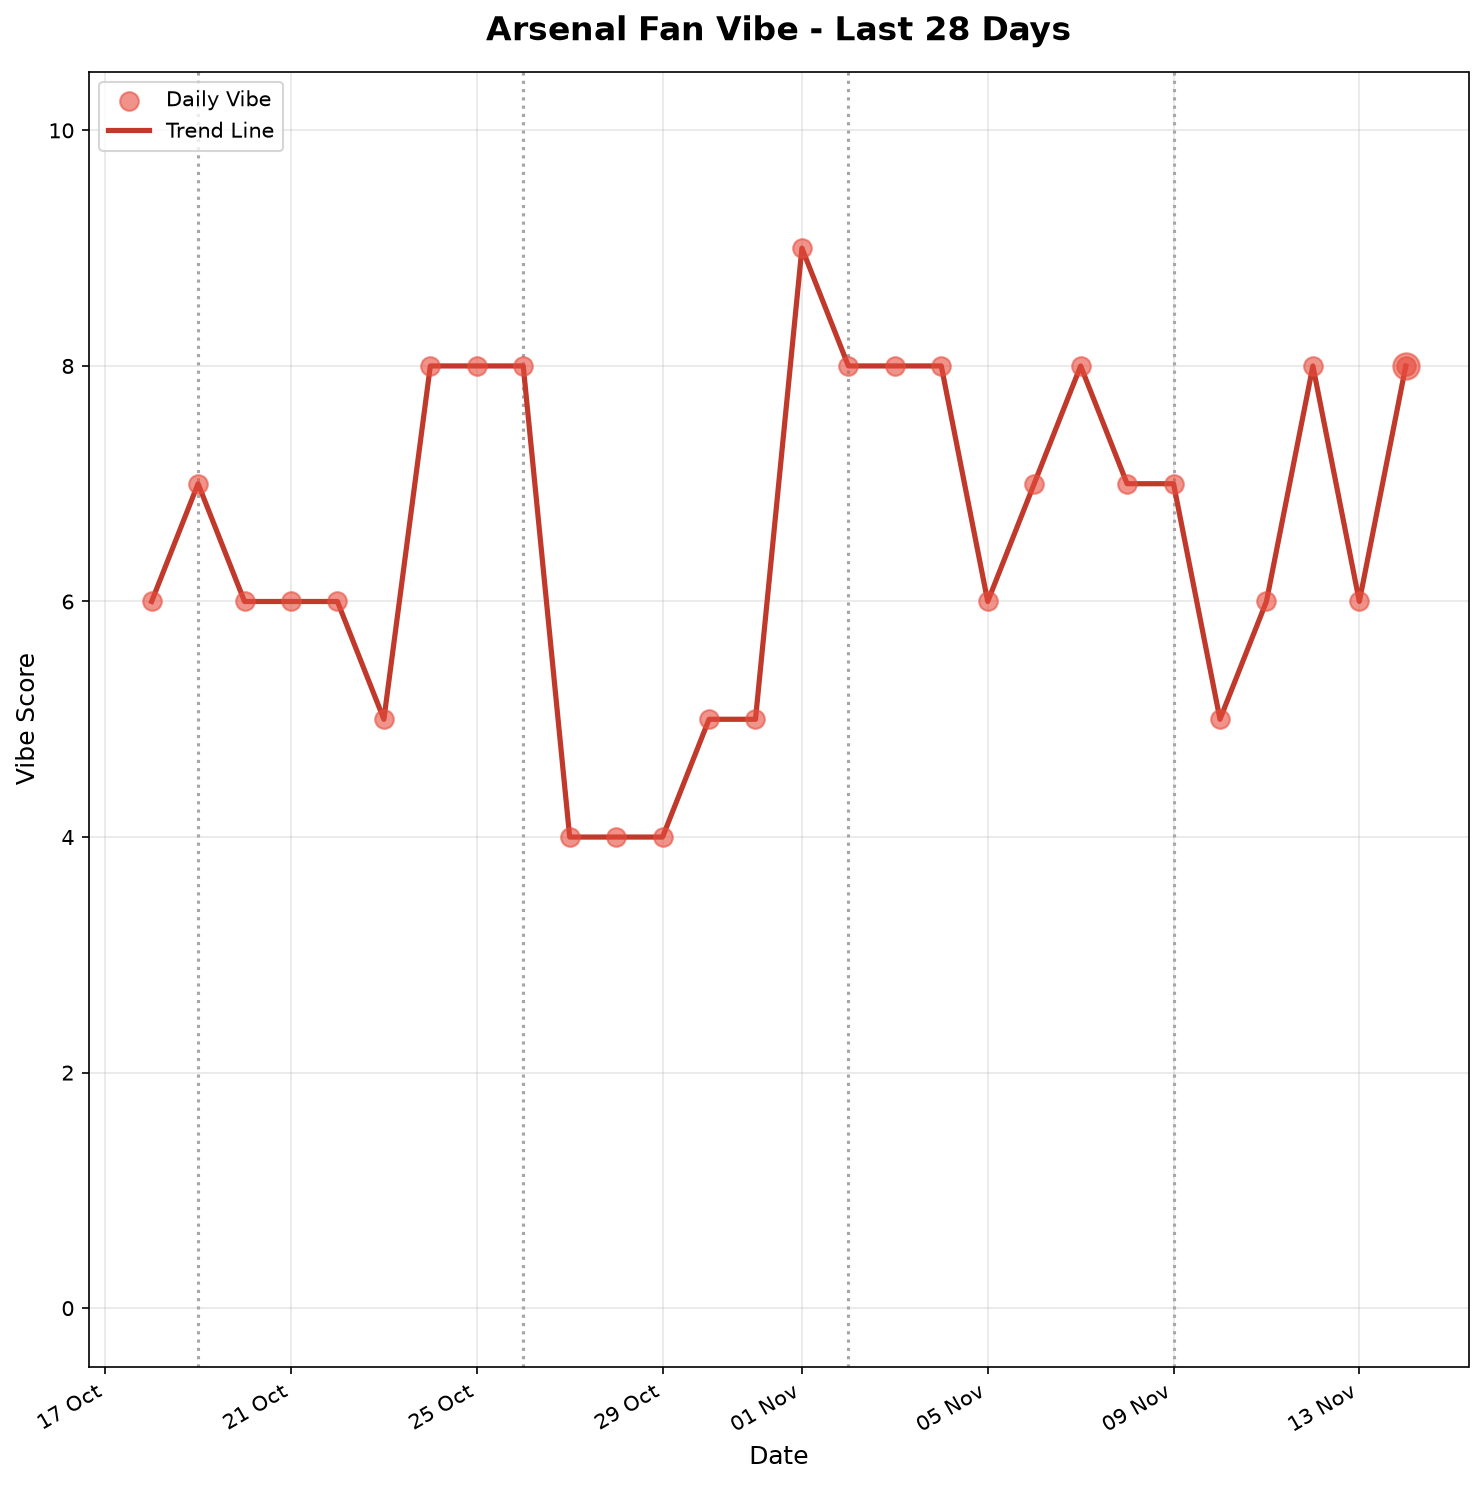 Arsenal Fan Vibe - Last 28 Days
Daily Vibe
Trend Line
10
8
6
4
2
0
Vibe Score
17 Oct
21 Oct
25 Oct
29 Oct
01 Nov
05 Nov
09 Nov
13 Nov
Date